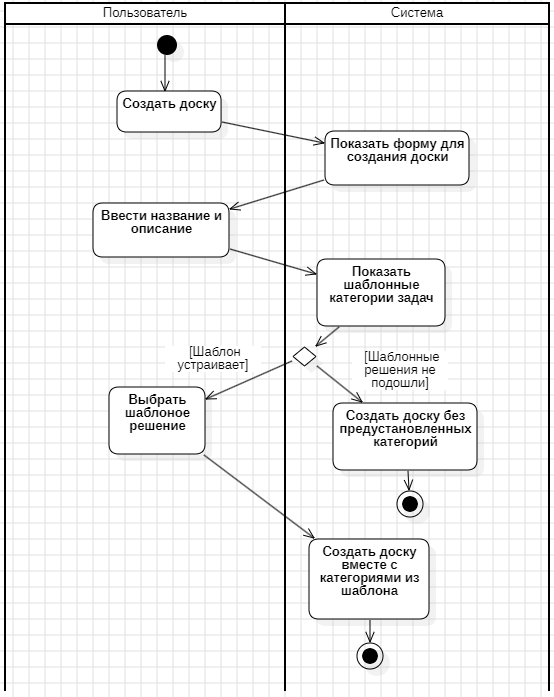 Пользователь
Система
Создать доску
Показать форму для
создания доски
Ввести название и
описание
Показать
шаблонные
категории задач
[Шаблон
устраивает]
[Шаблонные
решения не
подошли]
Выбрать
шаблоное
решение
Создать доску без
предустановленных
категорий
Создать доску
вместе с
категориями из
шаблона